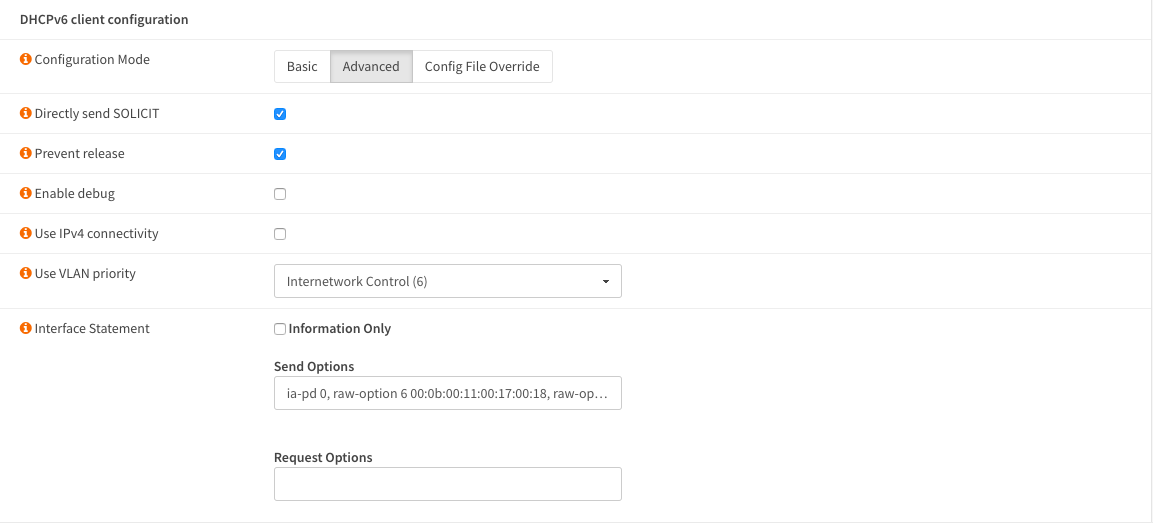 DHCPv6 client configuration
Configuration Mode
Basic Advanced Config File Override
Directly send SOLICIT
Prevent release
Enable debug
Use IPv4 connectivity
Use VLAN priority
Internetwork Control (6)
Interface Statement
Information Only
Send Options
ia-pd 0, raw-option 6 00:0b:00:11:00:17:00:18, raw-op…
Request Options